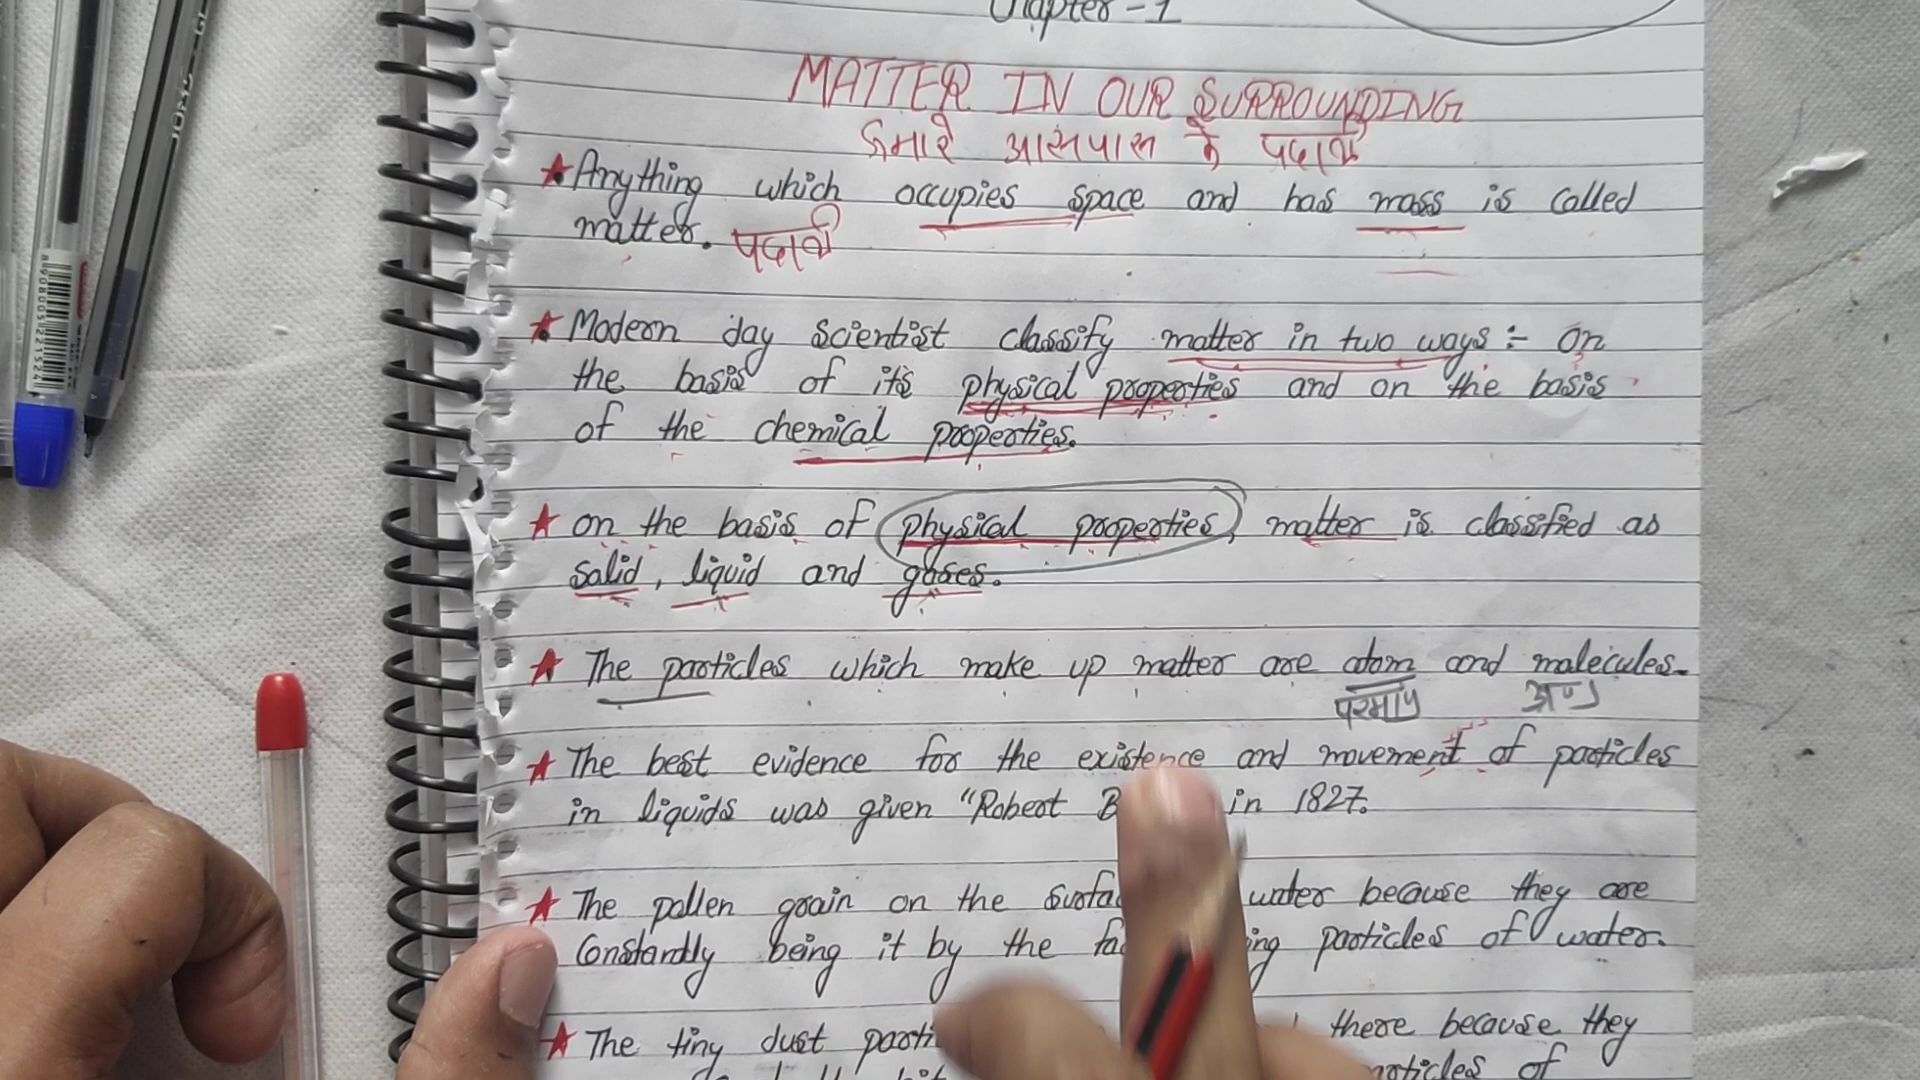 Chapter - 1
MATTER IN OUR SURROUNDING
हमारे आसपास के पदार्थ
★ Anything which occupies space and has mass is called
matter. पदार्थ
★ Modern day scientist classify matter in two ways :- On
the basis of its physical properties and on the basis
of the chemical properties.
★ on the basis of physical properties, matter is classified as
solid, liquid and gases.
★ The particles which make up matter are atom and molecules.
परमाणु अणु
★ The best evidence for the existence and movement of particles
in liquids was given "Robert in 1827.
★ The pollen grain on the water because they are
constantly being it by the particles of water.
★ The tiny dust there because they
particles of